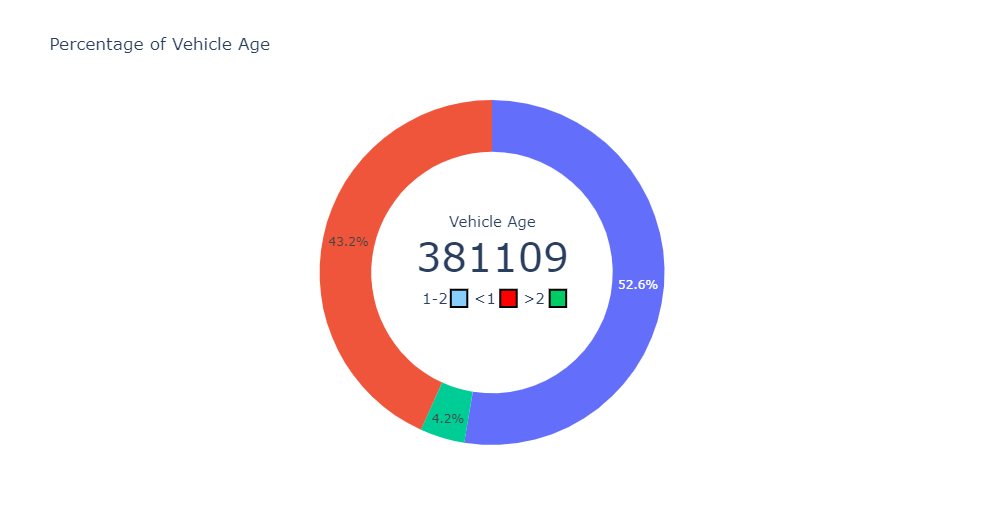 Percentage of Vehicle Age
Vehicle Age
43.2%
381109
52.6%
1-2 <1 >2
4.2%